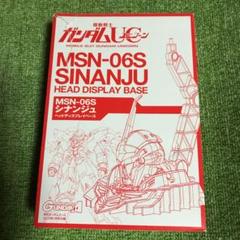 機動戦士
ガンダムUC
MOBILE SUIT GUNDAM UNICORN
MSN-06S
SINANJU
HEAD DISPLAY BASE
MSN-06S
シナンジュ
ヘッドディスプレイベース